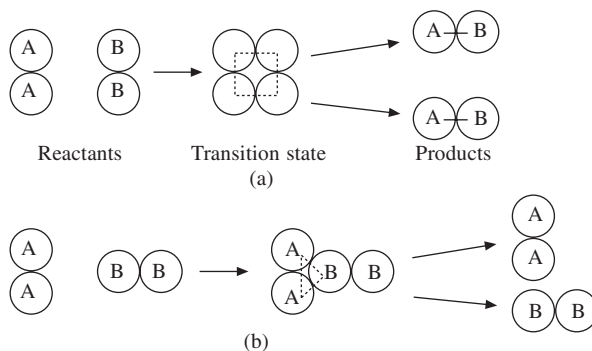 A B A B
A B A B
Reactants Transition state Products
(a)
A A
A B B A B B A
A B B
(b)